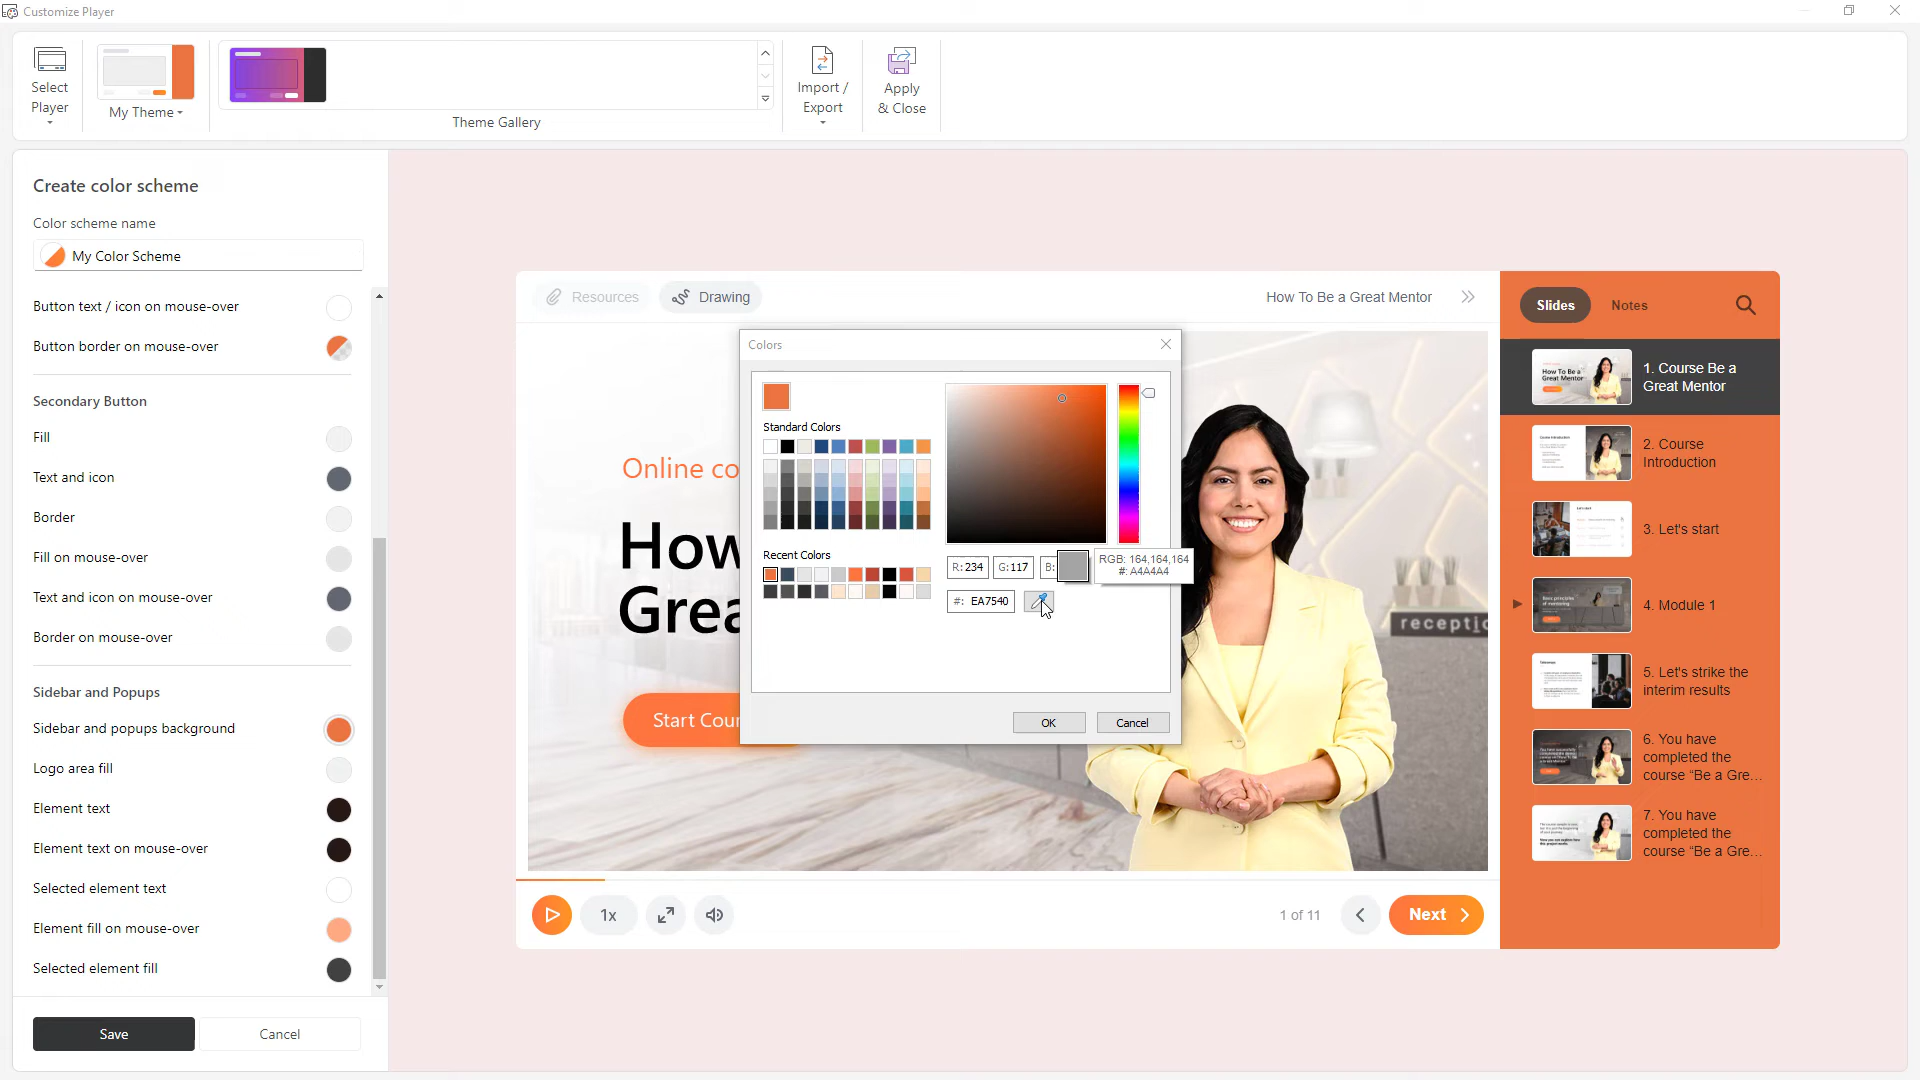 Customize Player
Select
Player
My Theme
Theme Gallery
Import /
Export
Apply
& Close
Create color scheme
Color scheme name
My Color Scheme
Button text / icon on mouse-over
Button border on mouse-over
Secondary Button
Fill
Text and icon
Border
Fill on mouse-over
Text and icon on mouse-over
Border on mouse-over
Sidebar and Popups
Sidebar and popups background
Logo area fill
Element text
Element text on mouse-over
Selected element text
Element fill on mouse-over
Selected element fill
Save
Cancel
Resources
Drawing
How To Be a Great Mentor
Online co
How
Grea
Start Cour
receptic
Colors
Standard Colors
Recent Colors
R: 234
G: 117
B:
RGB: 164,164,164
#: A4A4A4
#: EA7540
OK
Cancel
1x
1 of 11
Next
Slides
Notes
How To Be a
Great Mentor
1. Course Be a
Great Mentor
2. Course
Introduction
3. Let's start
4. Module 1
5. Let's strike the
interim results
6. You have
completed the
course "Be a Gre...
7. You have
completed the
course "Be a Gre...